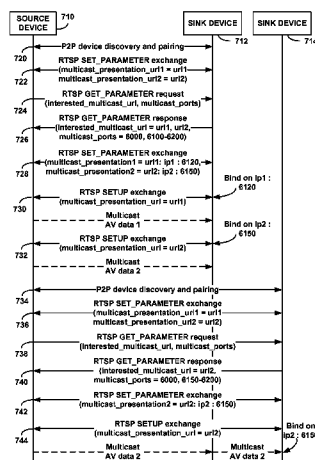 SOURCE DEVICE
710
SINK DEVICE
712
SINK DEVICE
714
P2P device discovery and pairing
720
RTSP SET_PARAMETER exchange
(multicast_presentation_url1 = url1
multicast_presentation_url2 = url2)
722
RTSP GET_PARAMETER request
(interested_multicast_url, multicast_ports)
724
RTSP GET_PARAMETER response
(interested_multicast_url = url1, url2,
multicast_ports = 6000, 6100-6200)
726
RTSP SET_PARAMETER exchange
(multicast_presentation1 = url1: ip1 : 6120,
multicast_presentation2 = url2: ip2 : 6150)
728
Bind on ip1 :
6120
RTSP SETUP exchange
(multicast_presentation_url = url1)
730
Multicast
AV data 1
Bind on ip2 :
6150
RTSP SETUP exchange
(multicast_presentation_url = url2)
732
Multicast
AV data 2
P2P device discovery and pairing
734
RTSP SET_PARAMETER exchange
(multicast_presentation_url1 = url1
multicast_presentation_url2 = url2)
736
RTSP GET_PARAMETER request
(interested_multicast_url, multicast_ports)
738
RTSP GET_PARAMETER response
(interested_multicast_url = url2,
multicast_ports = 6000, 6150-6200)
740
RTSP SET_PARAMETER exchange
(multicast_presentation2 = url2: ip2 : 6150)
742
RTSP SETUP exchange
(multicast_presentation_url = url2)
744
Bind on
ip2 : 6150
Multicast
AV data 2
Multicast
AV data 2